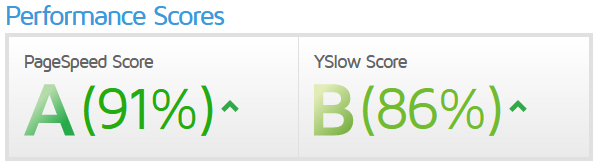 Performance Scores
PageSpeed Score
YSlow Score
A (91%)
B (86%)